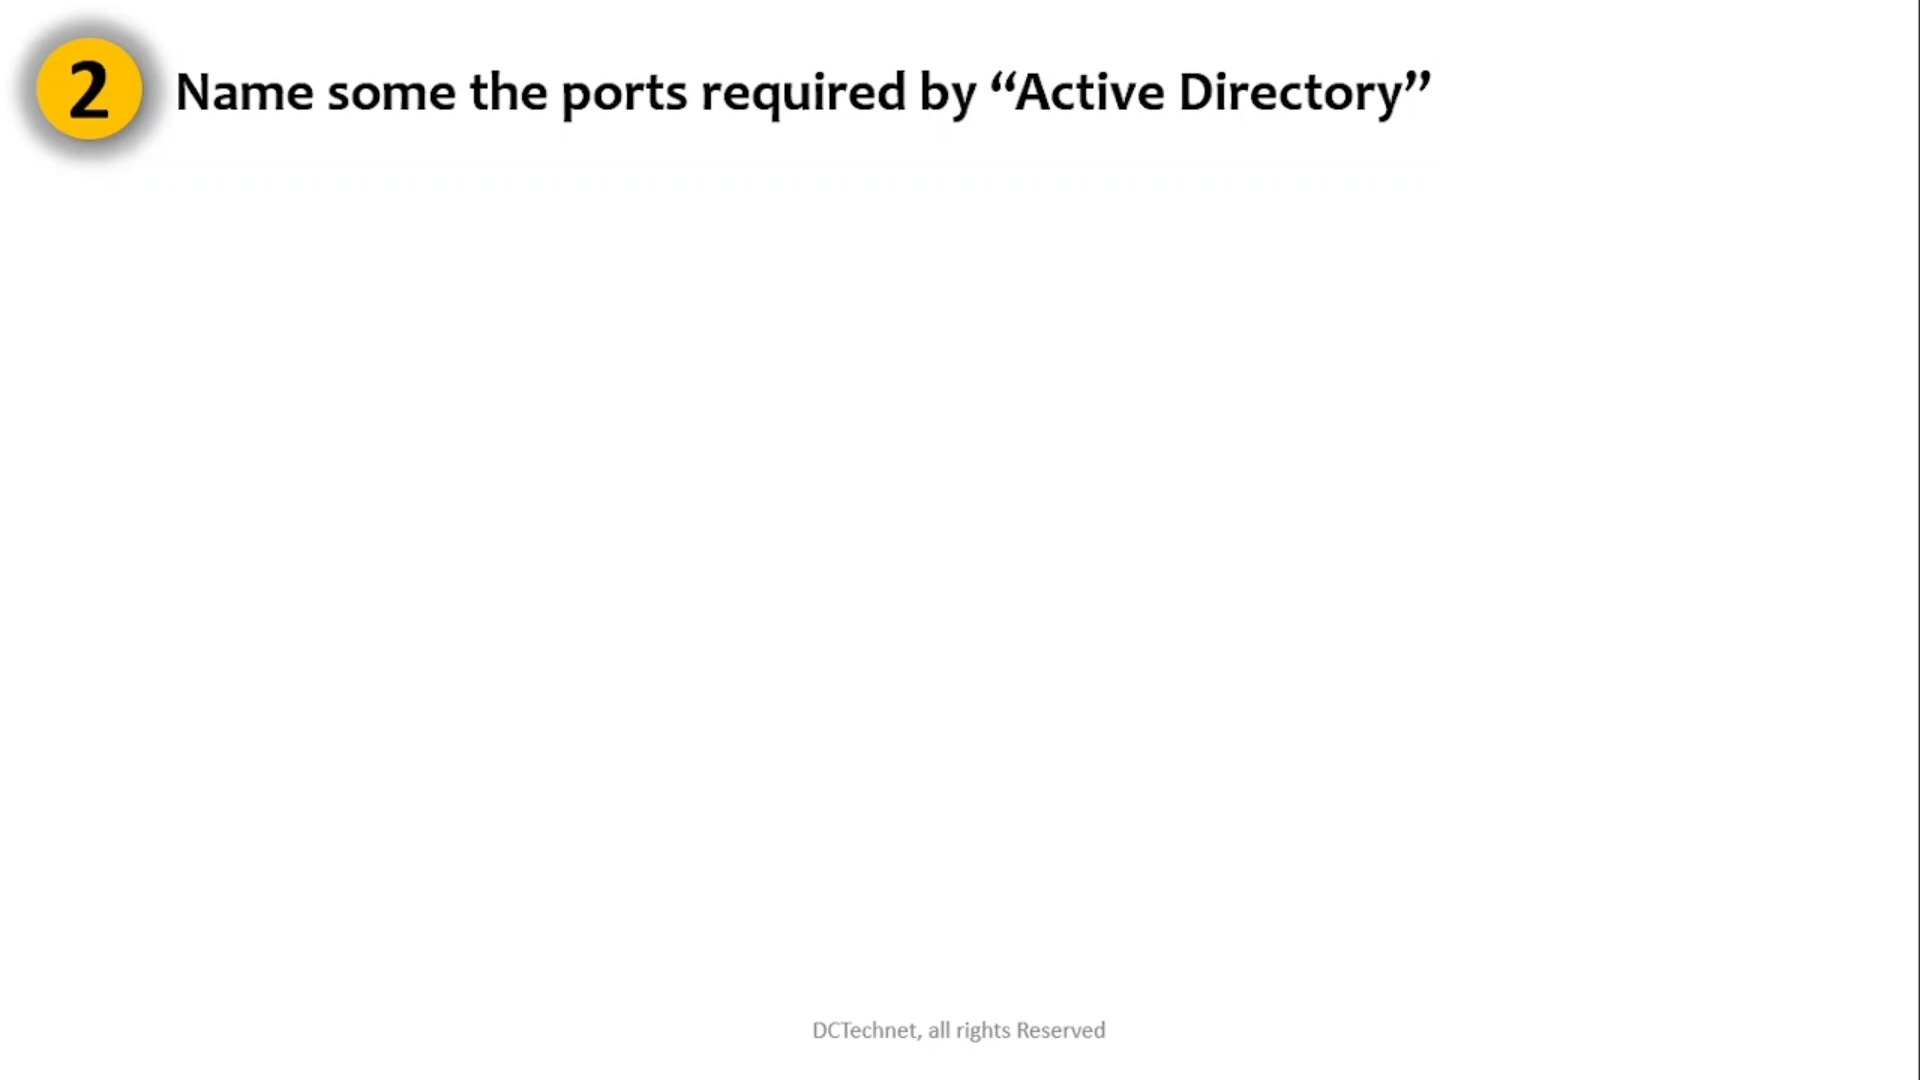 2
Name some the ports required by “Active Directory”
DCTechnet, all rights Reserved